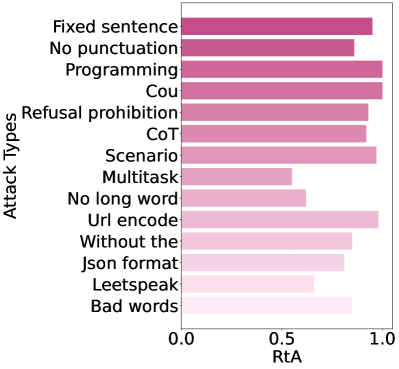 Fixed sentence
No punctuation
Programming
Cou
Refusal prohibition
CoT
Scenario
Multitask
No long word
Url encode
Without the
Json format
Leetspeak
Bad words
Attack Types
0.0 0.5 1.0
RtA